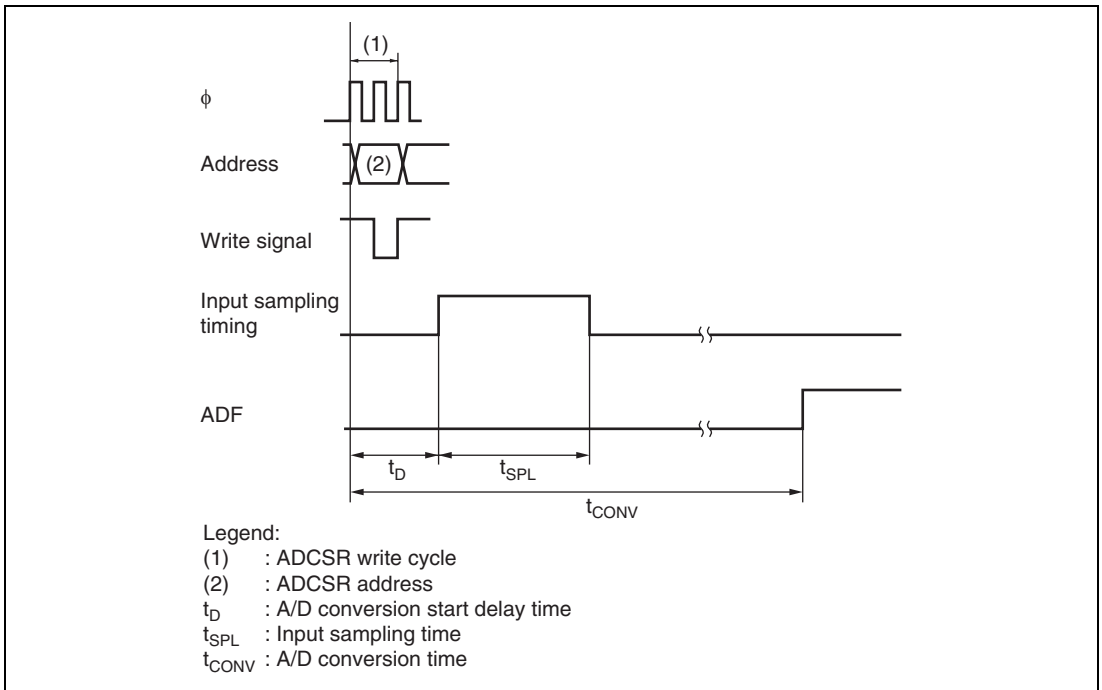 (1)
ϕ
Address
(2)
Write signal
Input sampling
timing
ADF
tD
tSPL
tCONV
Legend:
(1) : ADCSR write cycle
(2) : ADCSR address
tD : A/D conversion start delay time
tSPL : Input sampling time
tCONV : A/D conversion time